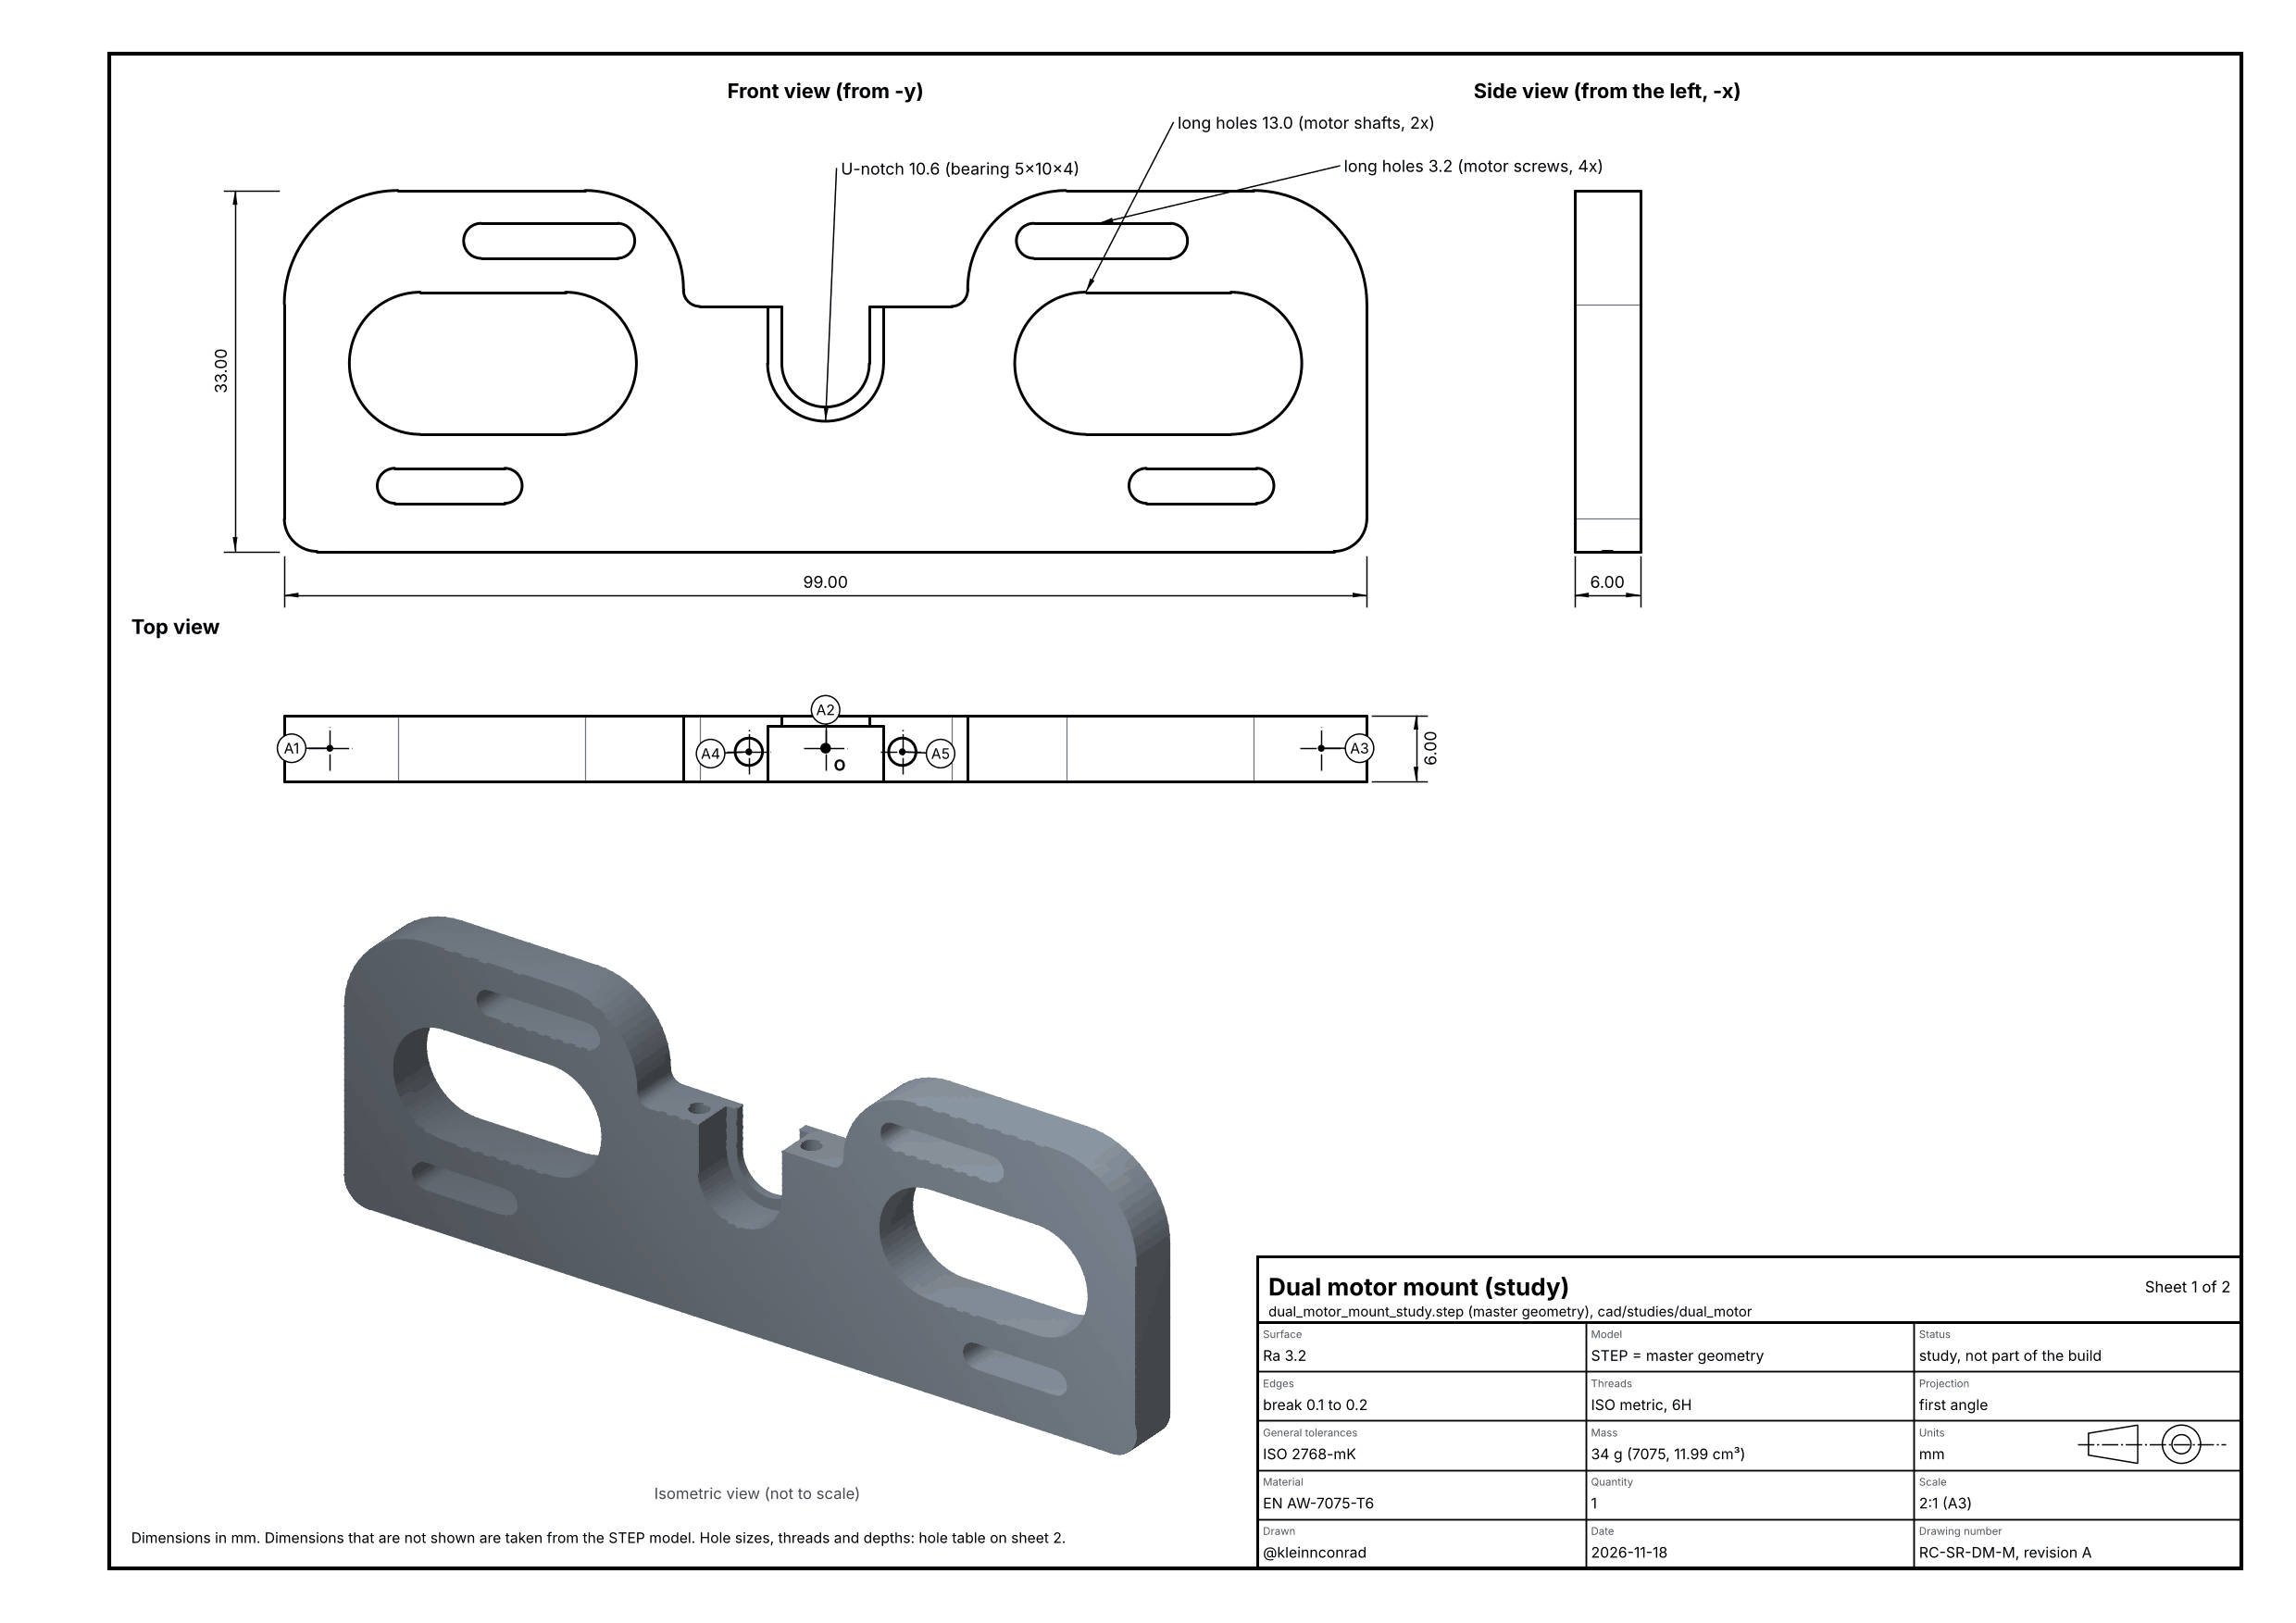 Front view (from -y)
Side view (from the left, -x)
long holes 13.0 (motor shafts, 2x)
U-notch 10.6 (bearing 5×10×4)
long holes 3.2 (motor screws, 4x)
33.00
99.00
6.00
Top view
A1
A2
A3
A4
A5
O
6.00
Isometric view (not to scale)
Dimensions in mm. Dimensions that are not shown are taken from the STEP model. Hole sizes, threads and depths: hole table on sheet 2.
Dual motor mount (study)
Sheet 1 of 2
dual_motor_mount_study.step (master geometry), cad/studies/dual_motor
Surface
Ra 3.2
Model
STEP = master geometry
Status
study, not part of the build
Edges
break 0.1 to 0.2
Threads
ISO metric, 6H
Projection
first angle
General tolerances
ISO 2768-mK
Mass
34 g (7075, 11.99 cm³)
Units
mm
Material
EN AW-7075-T6
Quantity
1
Scale
2:1 (A3)
Drawn
@kleinnconrad
Date
2026-11-18
Drawing number
RC-SR-DM-M, revision A